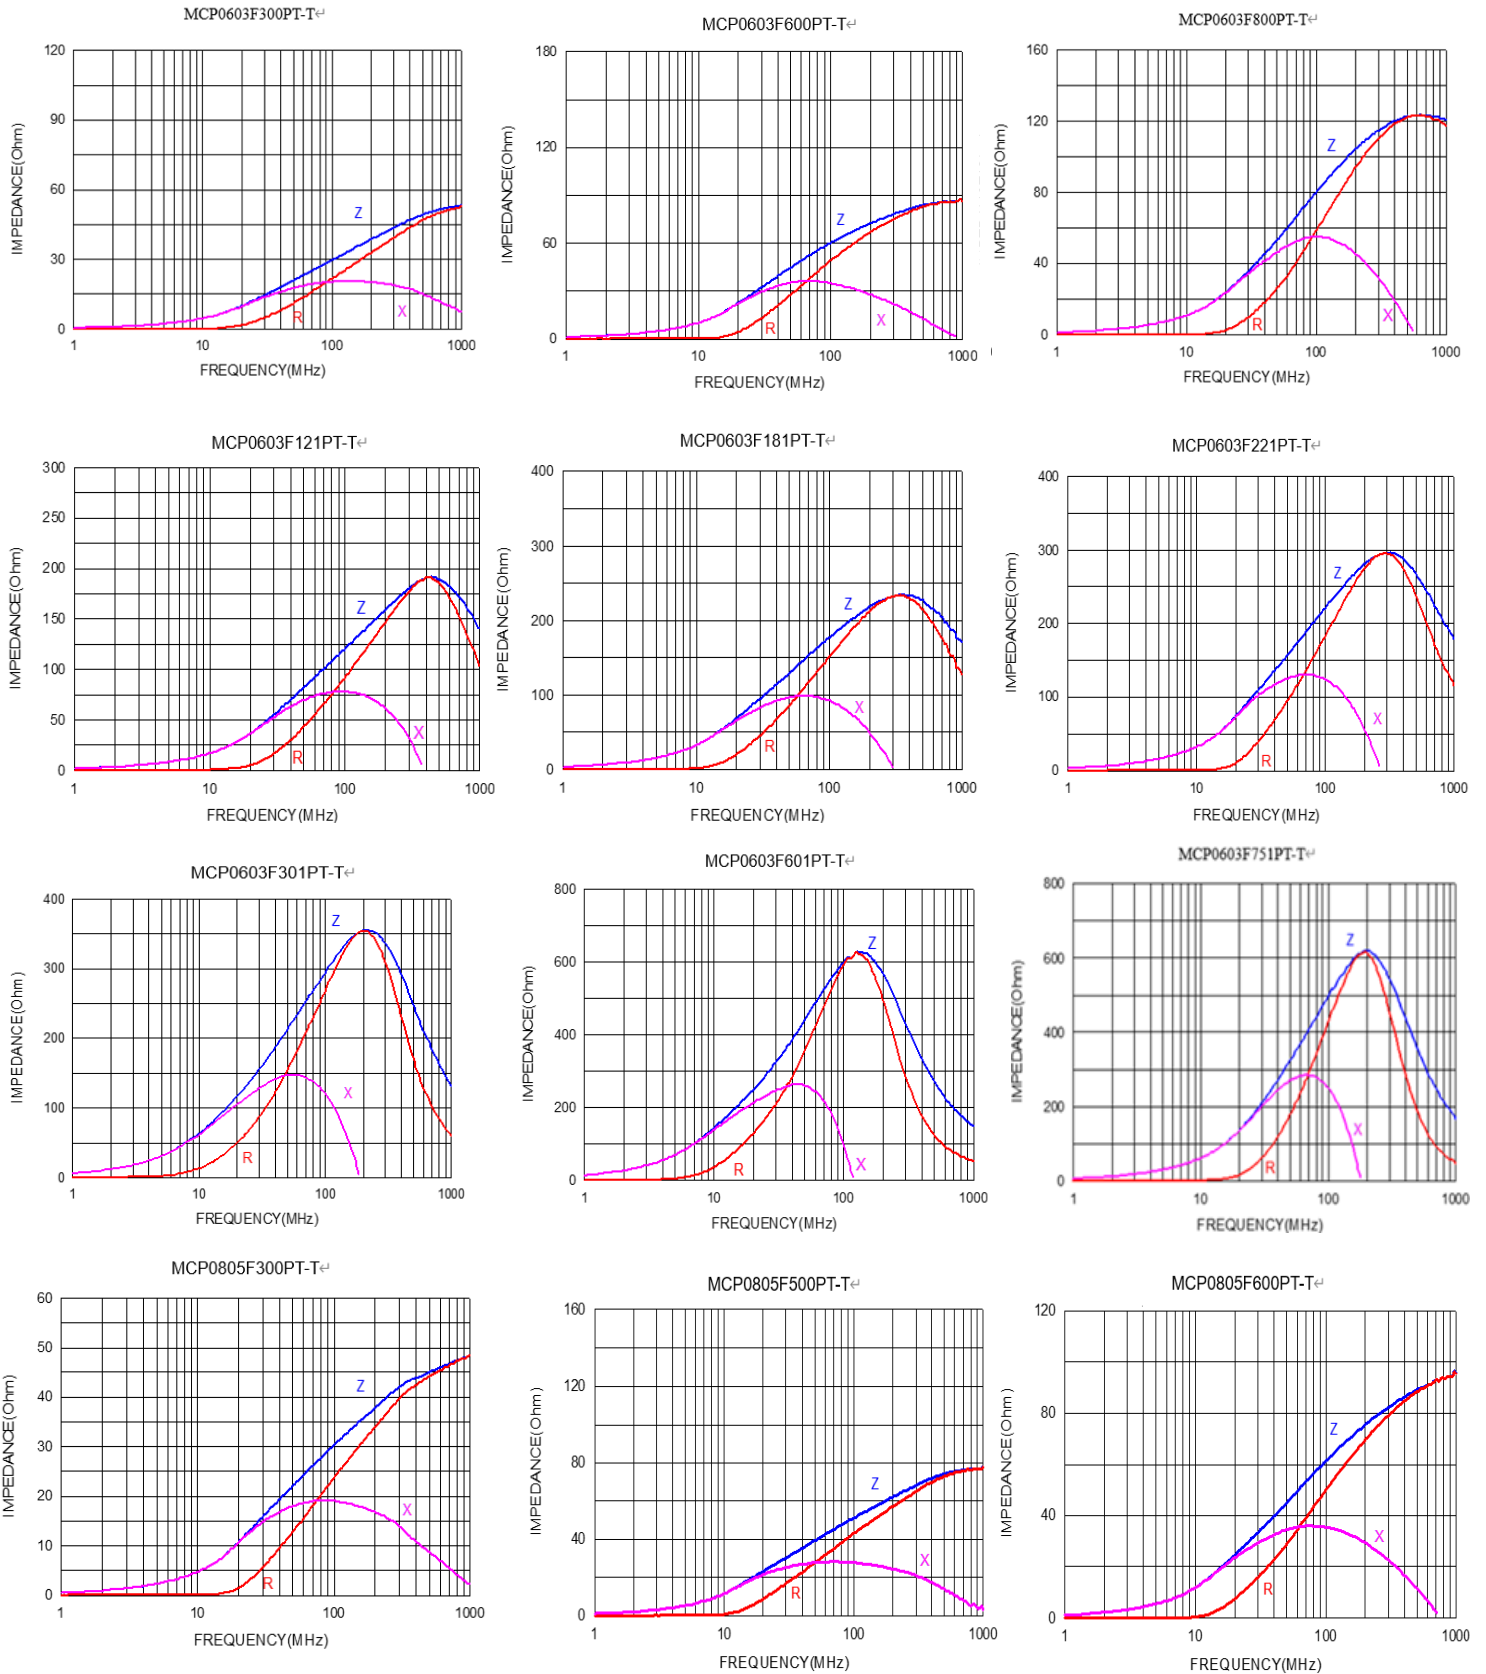 MCP0603F300PT-T↵
120
90
60
30
0
IMPEDANCE(Ohm)
Z
R
X
1 10 100 1000
FREQUENCY(MHz)
MCP0603F600PT-T↵
180
120
60
0
IMPEDANCE(Ohm)
Z
R
X
1 10 100 1000
FREQUENCY(MHz)
MCP0603F800PT-T↵
160
120
80
40
0
IMPEDANCE(Ohm)
Z
R
X
1 10 100 1000
FREQUENCY(MHz)
MCP0603F121PT-T↵
300
250
200
150
100
50
0
IMPEDANCE(Ohm)
Z
R
X
1 10 100 1000
FREQUENCY(MHz)
MCP0603F181PT-T↵
400
300
200
100
0
IMPEDANCE(Ohm)
Z
R
X
1 10 100 1000
FREQUENCY(MHz)
MCP0603F221PT-T↵
400
300
200
100
0
IMPEDANCE(Ohm)
Z
R
X
1 10 100 1000
FREQUENCY(MHz)
MCP0603F301PT-T↵
400
300
200
100
0
IMPEDANCE(Ohm)
Z
R
X
1 10 100 1000
FREQUENCY(MHz)
MCP0603F601PT-T↵
800
600
400
200
0
IMPEDANCE(Ohm)
Z
R
X
1 10 100 1000
FREQUENCY(MHz)
MCP0603F751PT-T↵
800
600
400
200
0
IMPEDANCE(Ohm)
Z
R
X
1 10 100 1000
FREQUENCY(MHz)
MCP0805F300PT-T↵
60
50
40
30
20
10
0
IMPEDANCE(Ohm)
Z
R
X
1 10 100 1000
FREQUENCY(MHz)
MCP0805F500PT-T↵
160
120
80
40
0
IMPEDANCE(Ohm)
Z
R
X
1 10 100 1000
FREQUENCY(MHz)
MCP0805F600PT-T↵
120
80
40
0
IMPEDANCE(Ohm)
Z
R
X
1 10 100 1000
FREQUENCY(MHz)